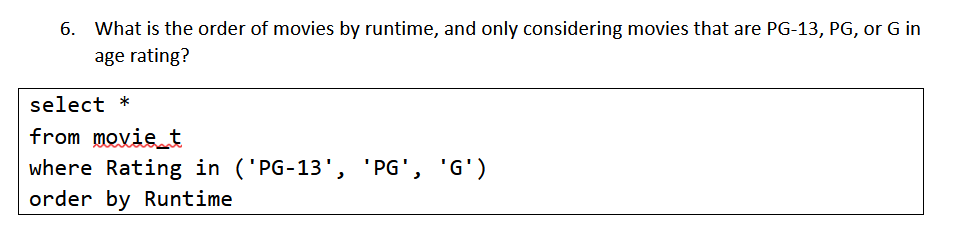 6. What is the order of movies by runtime, and only considering movies that are PG-13, PG, or G in
age rating?
select *
from movie_t
where Rating in ('PG-13', 'PG', 'G')
order by Runtime